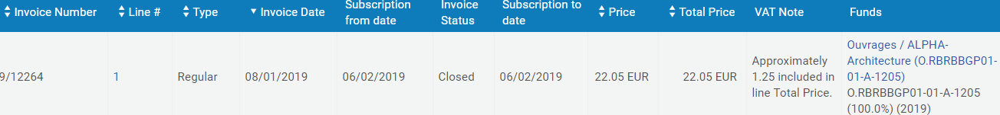 Invoice Number Line # Type Invoice Date Subscription from date Invoice Status Subscription to date Price Total Price VAT Note Funds
9/12264 1 Regular 08/01/2019 06/02/2019 Closed 06/02/2019 22.05 EUR 22.05 EUR
Approximately
1.25 included in
line Total Price.
Ouvrages / ALPHA-
Architecture (O.RBRBBGP01-
01-A-1205)
O.RBRBBGP01-01-A-1205
(100.0%) (2019)